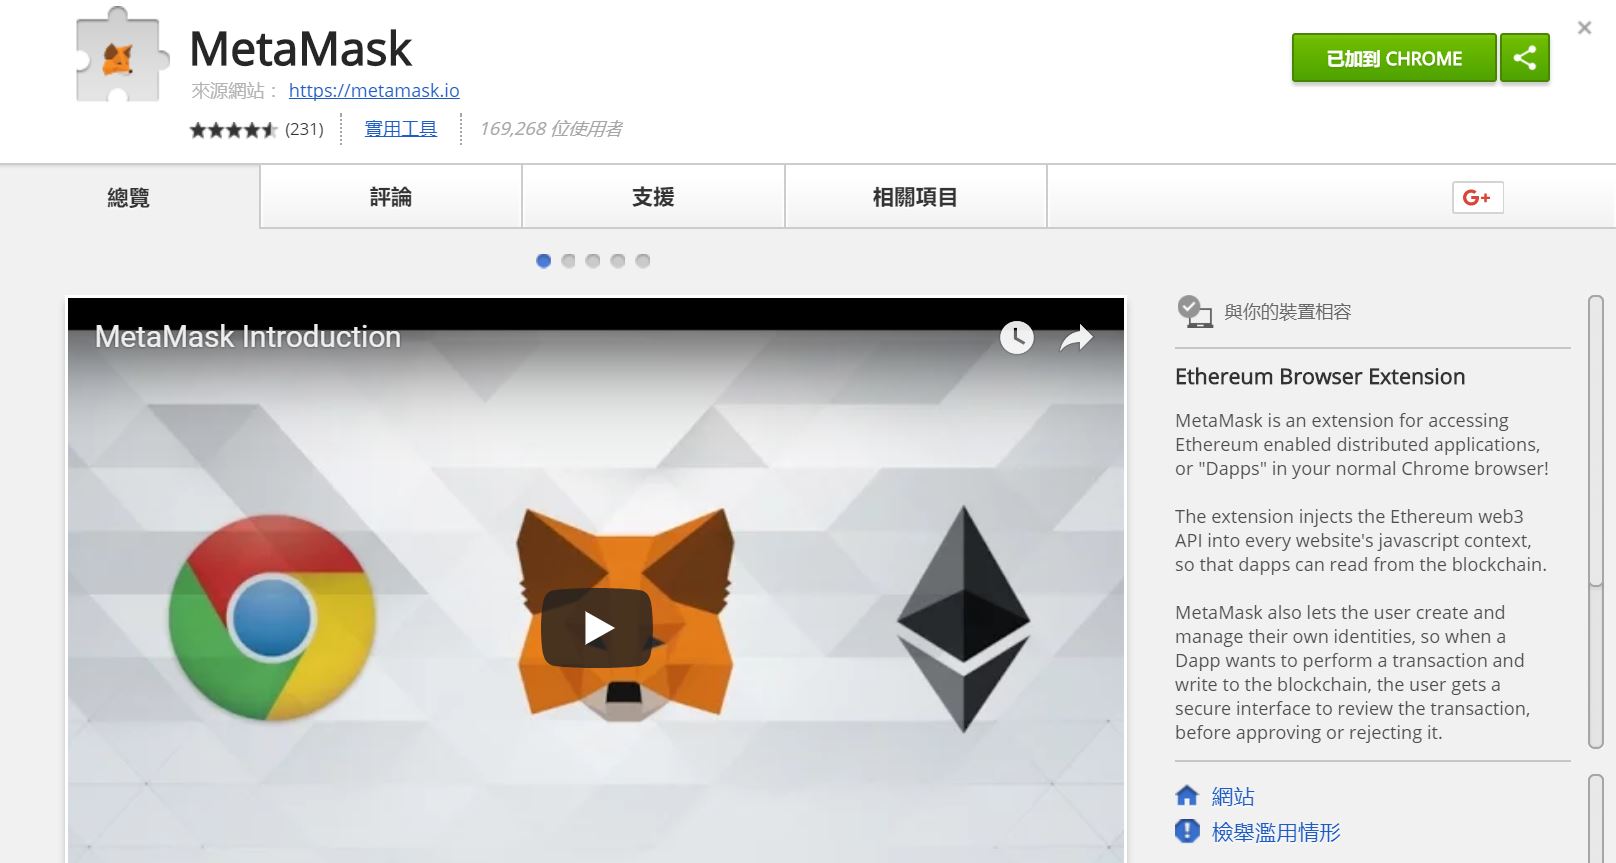 MetaMask
來源網站： https://metamask.io
(231) 實用工具 169,268 位使用者
已加到 CHROME
總覽 評論 支援 相關項目 G+
MetaMask Introduction
與你的裝置相容
Ethereum Browser Extension
MetaMask is an extension for accessing
Ethereum enabled distributed applications,
or "Dapps" in your normal Chrome browser!
The extension injects the Ethereum web3
API into every website's javascript context,
so that dapps can read from the blockchain.
MetaMask also lets the user create and
manage their own identities, so when a
Dapp wants to perform a transaction and
write to the blockchain, the user gets a
secure interface to review the transaction,
before approving or rejecting it.
網站
檢舉濫用情形